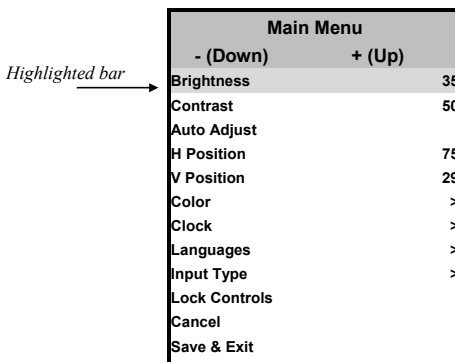 Main Menu
- (Down) + (Up)
Highlighted bar
Brightness 35
Contrast 50
Auto Adjust
H Position 75
V Position 29
Color >
Clock >
Languages >
Input Type >
Lock Controls
Cancel
Save & Exit